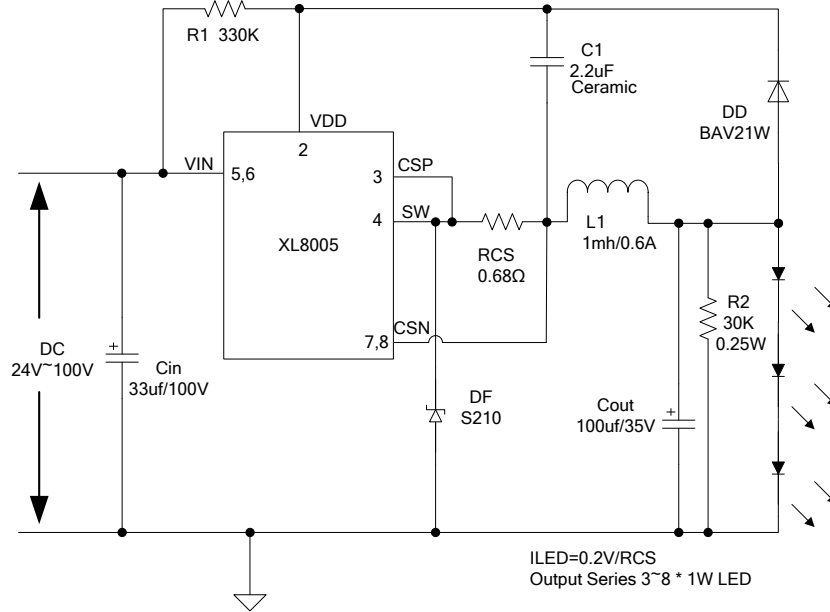 R1 330K
C1
2.2uF
Ceramic
DD
BAV21W
VDD
2
VIN
5,6
CSP
3
SW
4
XL8005
RCS
0.68Ω
L1
1mh/0.6A
CSN
7,8
R2
30K
0.25W
DC
24V~100V
Cin
33uf/100V
+
DF
S210
Cout
100uf/35V
+
ILED=0.2V/RCS
Output Series 3~8 * 1W LED